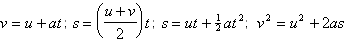 v = u + at ; s = ((u + v)/2)t ; s = ut + ½at² ; v² = u² + 2as